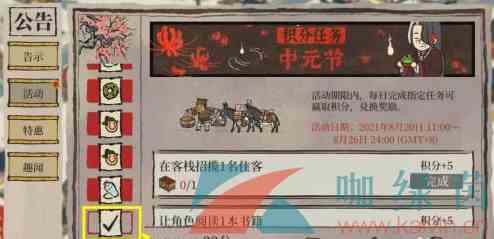 公告
告示
活动
特惠
趣闻
积分任务
中元节
活动期限内，每日完成指定任务可
赢取积分，兑换奖励。
活动日期：2021年8月20日 11:00～
8月26日 24:00 (GMT+8)
在客栈招揽1名住客
积分+5
0/1
完成
让角色阅读1本书籍
积分+5
咖绿茵